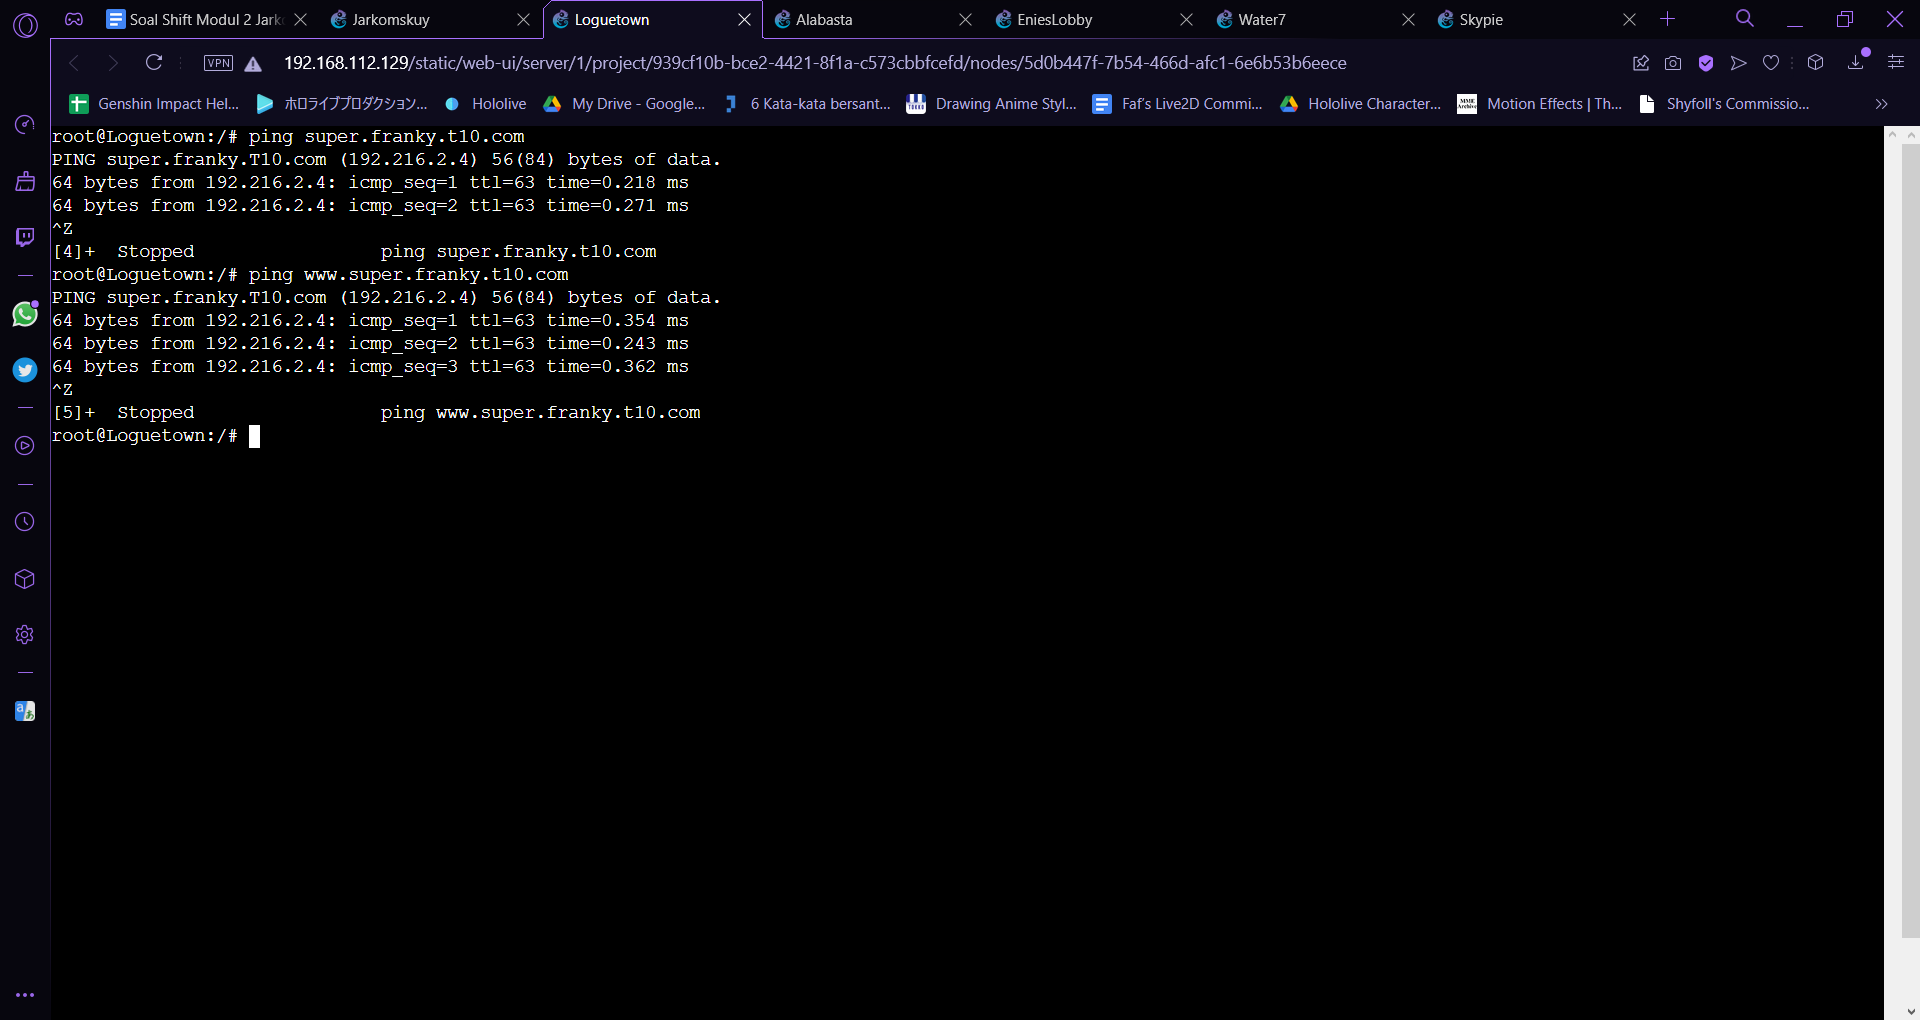 Soal Shift Modul 2 Jark
Jarkomskuy
Loguetown
Alabasta
EniesLobby
Water7
Skypie
VPN
192.168.112.129/static/web-ui/server/1/project/939cf10b-bce2-4421-8f1a-c573cbbfcefd/nodes/5d0b447f-7b54-466d-afc1-6e6b53b6eece
Genshin Impact Hel...
ホロライブプロダクション...
Hololive
My Drive - Google...
6 Kata-kata bersant...
Drawing Anime Styl...
Faf's Live2D Commi...
Hololive Character...
Motion Effects | Th...
Shyfoll's Commissio...
root@Loguetown:/# ping super.franky.t10.com
PING super.franky.T10.com (192.216.2.4) 56(84) bytes of data.
64 bytes from 192.216.2.4: icmp_seq=1 ttl=63 time=0.218 ms
64 bytes from 192.216.2.4: icmp_seq=2 ttl=63 time=0.271 ms
^Z
[4]+  Stopped                 ping super.franky.t10.com
root@Loguetown:/# ping www.super.franky.t10.com
PING super.franky.T10.com (192.216.2.4) 56(84) bytes of data.
64 bytes from 192.216.2.4: icmp_seq=1 ttl=63 time=0.354 ms
64 bytes from 192.216.2.4: icmp_seq=2 ttl=63 time=0.243 ms
64 bytes from 192.216.2.4: icmp_seq=3 ttl=63 time=0.362 ms
^Z
[5]+  Stopped                 ping www.super.franky.t10.com
root@Loguetown:/#